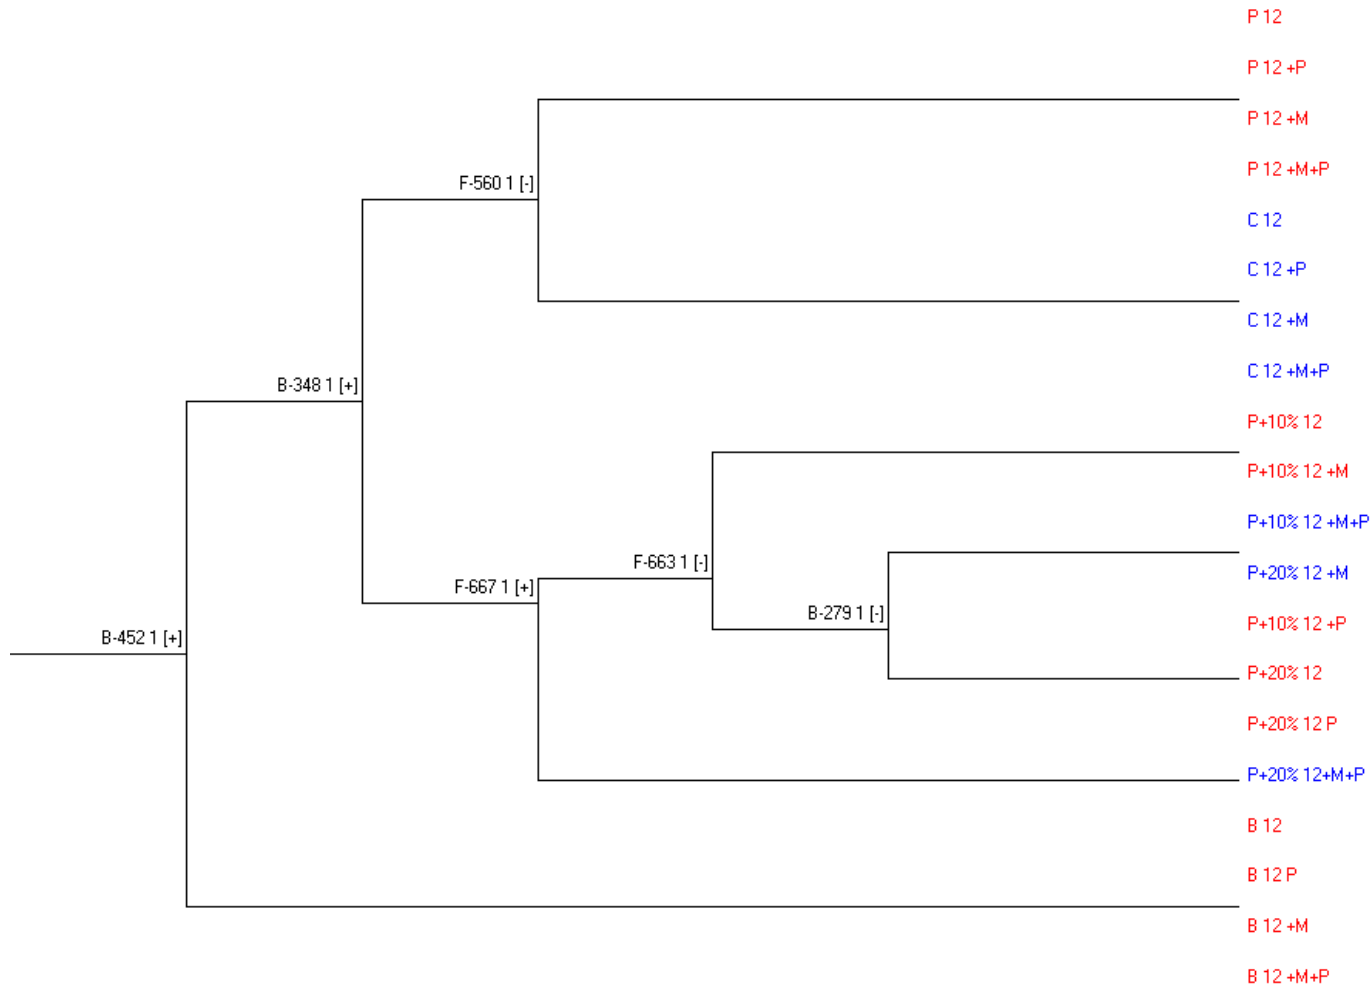 P 12
P 12 +P
P 12 +M
P 12 +M+P
F-560 1 [-]
C 12
C 12 +P
C 12 +M
C 12 +M+P
B-348 1 [+]
P+10% 12
P+10% 12 +M
P+10% 12 +M+P
F-663 1 [-]
P+20% 12 +M
F-667 1 [+]
B-279 1 [-]
P+10% 12 +P
B-452 1 [+]
P+20% 12
P+20% 12 P
P+20% 12+M+P
B 12
B 12 P
B 12 +M
B 12 +M+P